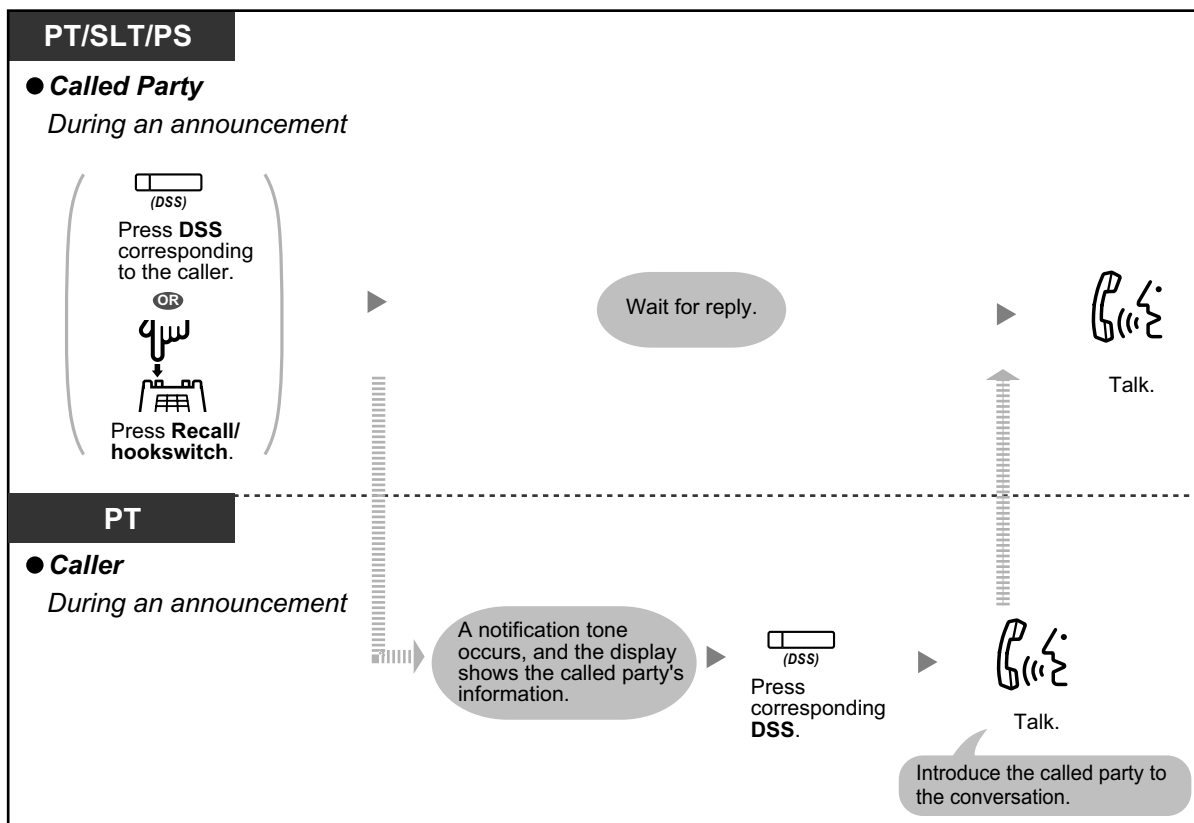 PT/SLT/PS
● Called Party
During an announcement
(DSS)
Press DSS
corresponding
to the caller.
OR
Press Recall/
hookswitch.
Wait for reply.
Talk.
PT
● Caller
During an announcement
A notification tone
occurs, and the display
shows the called party's
information.
(DSS)
Press
corresponding
DSS.
Talk.
Introduce the called party to
the conversation.